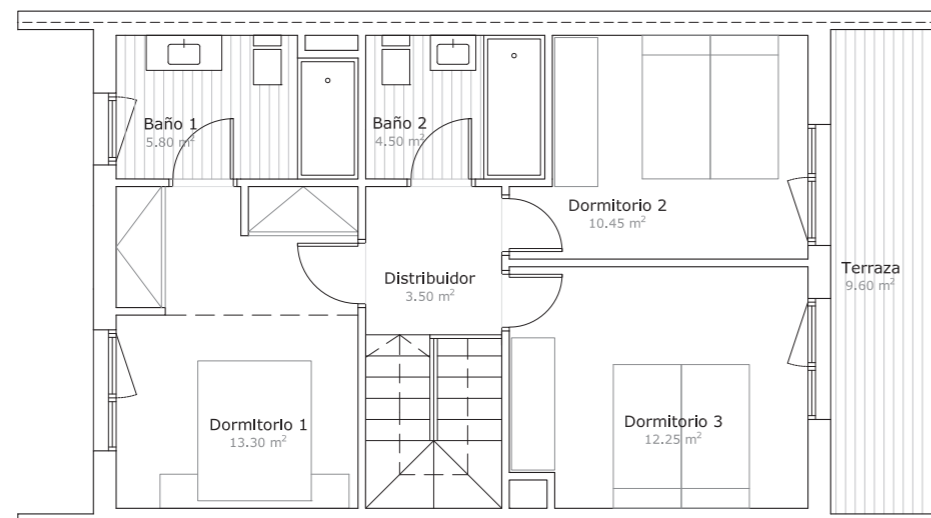 Baño 1
5.80 m²
Baño 2
4.50 m²
Dormitorio 2
10.45 m²
Distribuidor
3.50 m²
Terraza
9.60 m²
Dormitorio 1
13.30 m²
Dormitorio 3
12.25 m²